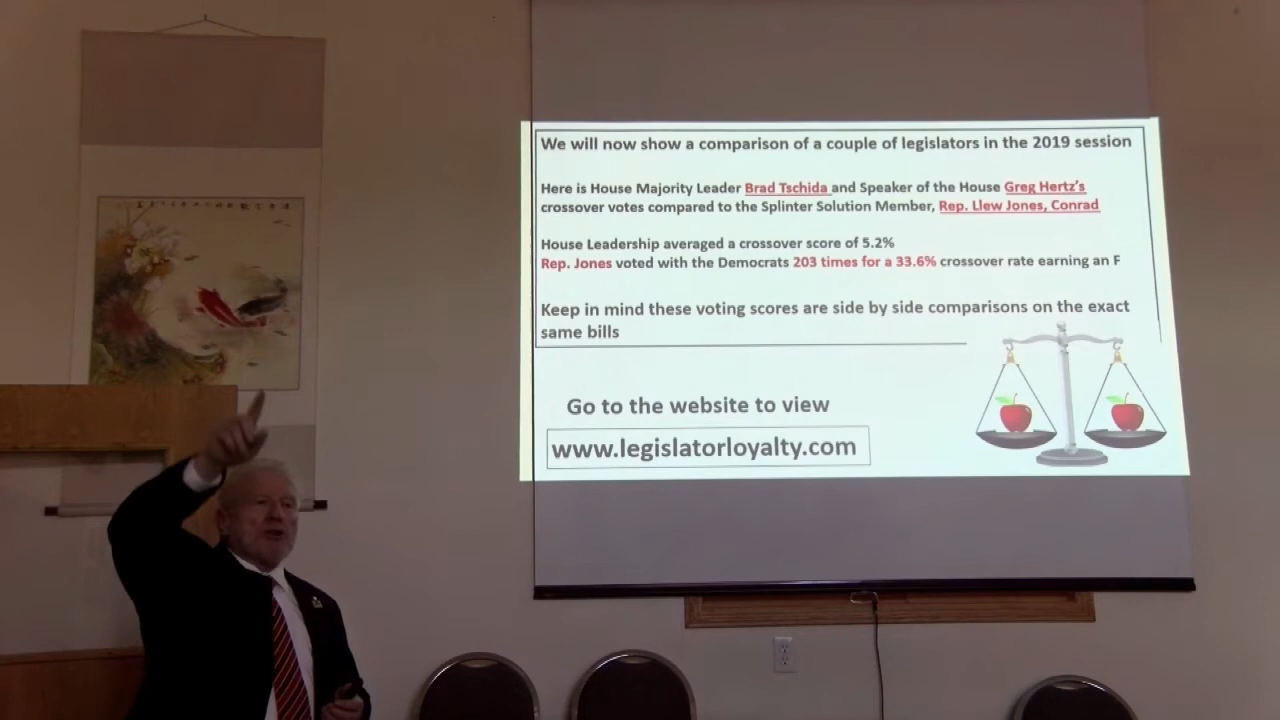 We will now show a comparison of a couple of legislators in the 2019 session
Here is House Majority Leader Brad Tschida and Speaker of the House Greg Hertz's
crossover votes compared to the Splinter Solution Member, Rep. Llew Jones, Conrad
House Leadership averaged a crossover score of 5.2%
Rep. Jones voted with the Democrats 203 times for a 33.6% crossover rate earning an F
Keep in mind these voting scores are side by side comparisons on the exact
same bills
Go to the website to view
www.legislatorloyalty.com